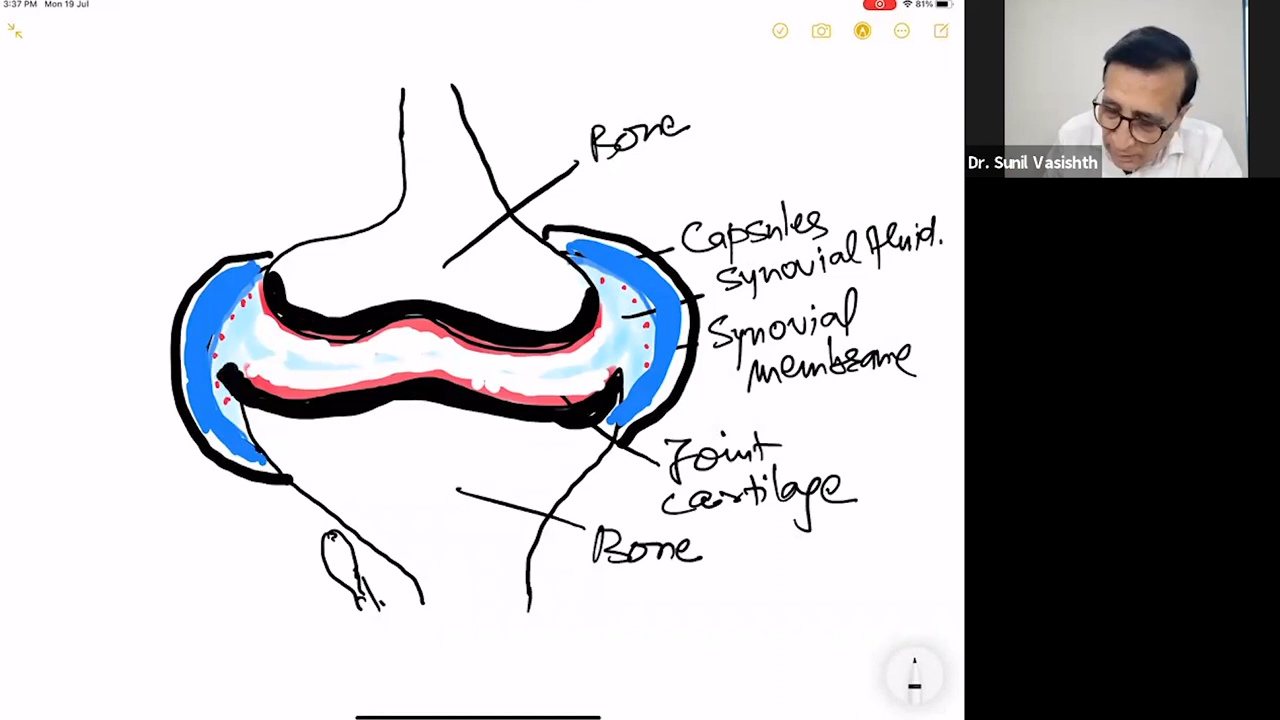 3:37 PM Mon 19 Jul
81%
Bone
Dr. Sunil Vasishth
Capsules
Synovial fluid.
Synovial
membrane
Joint
cartilage
Bone